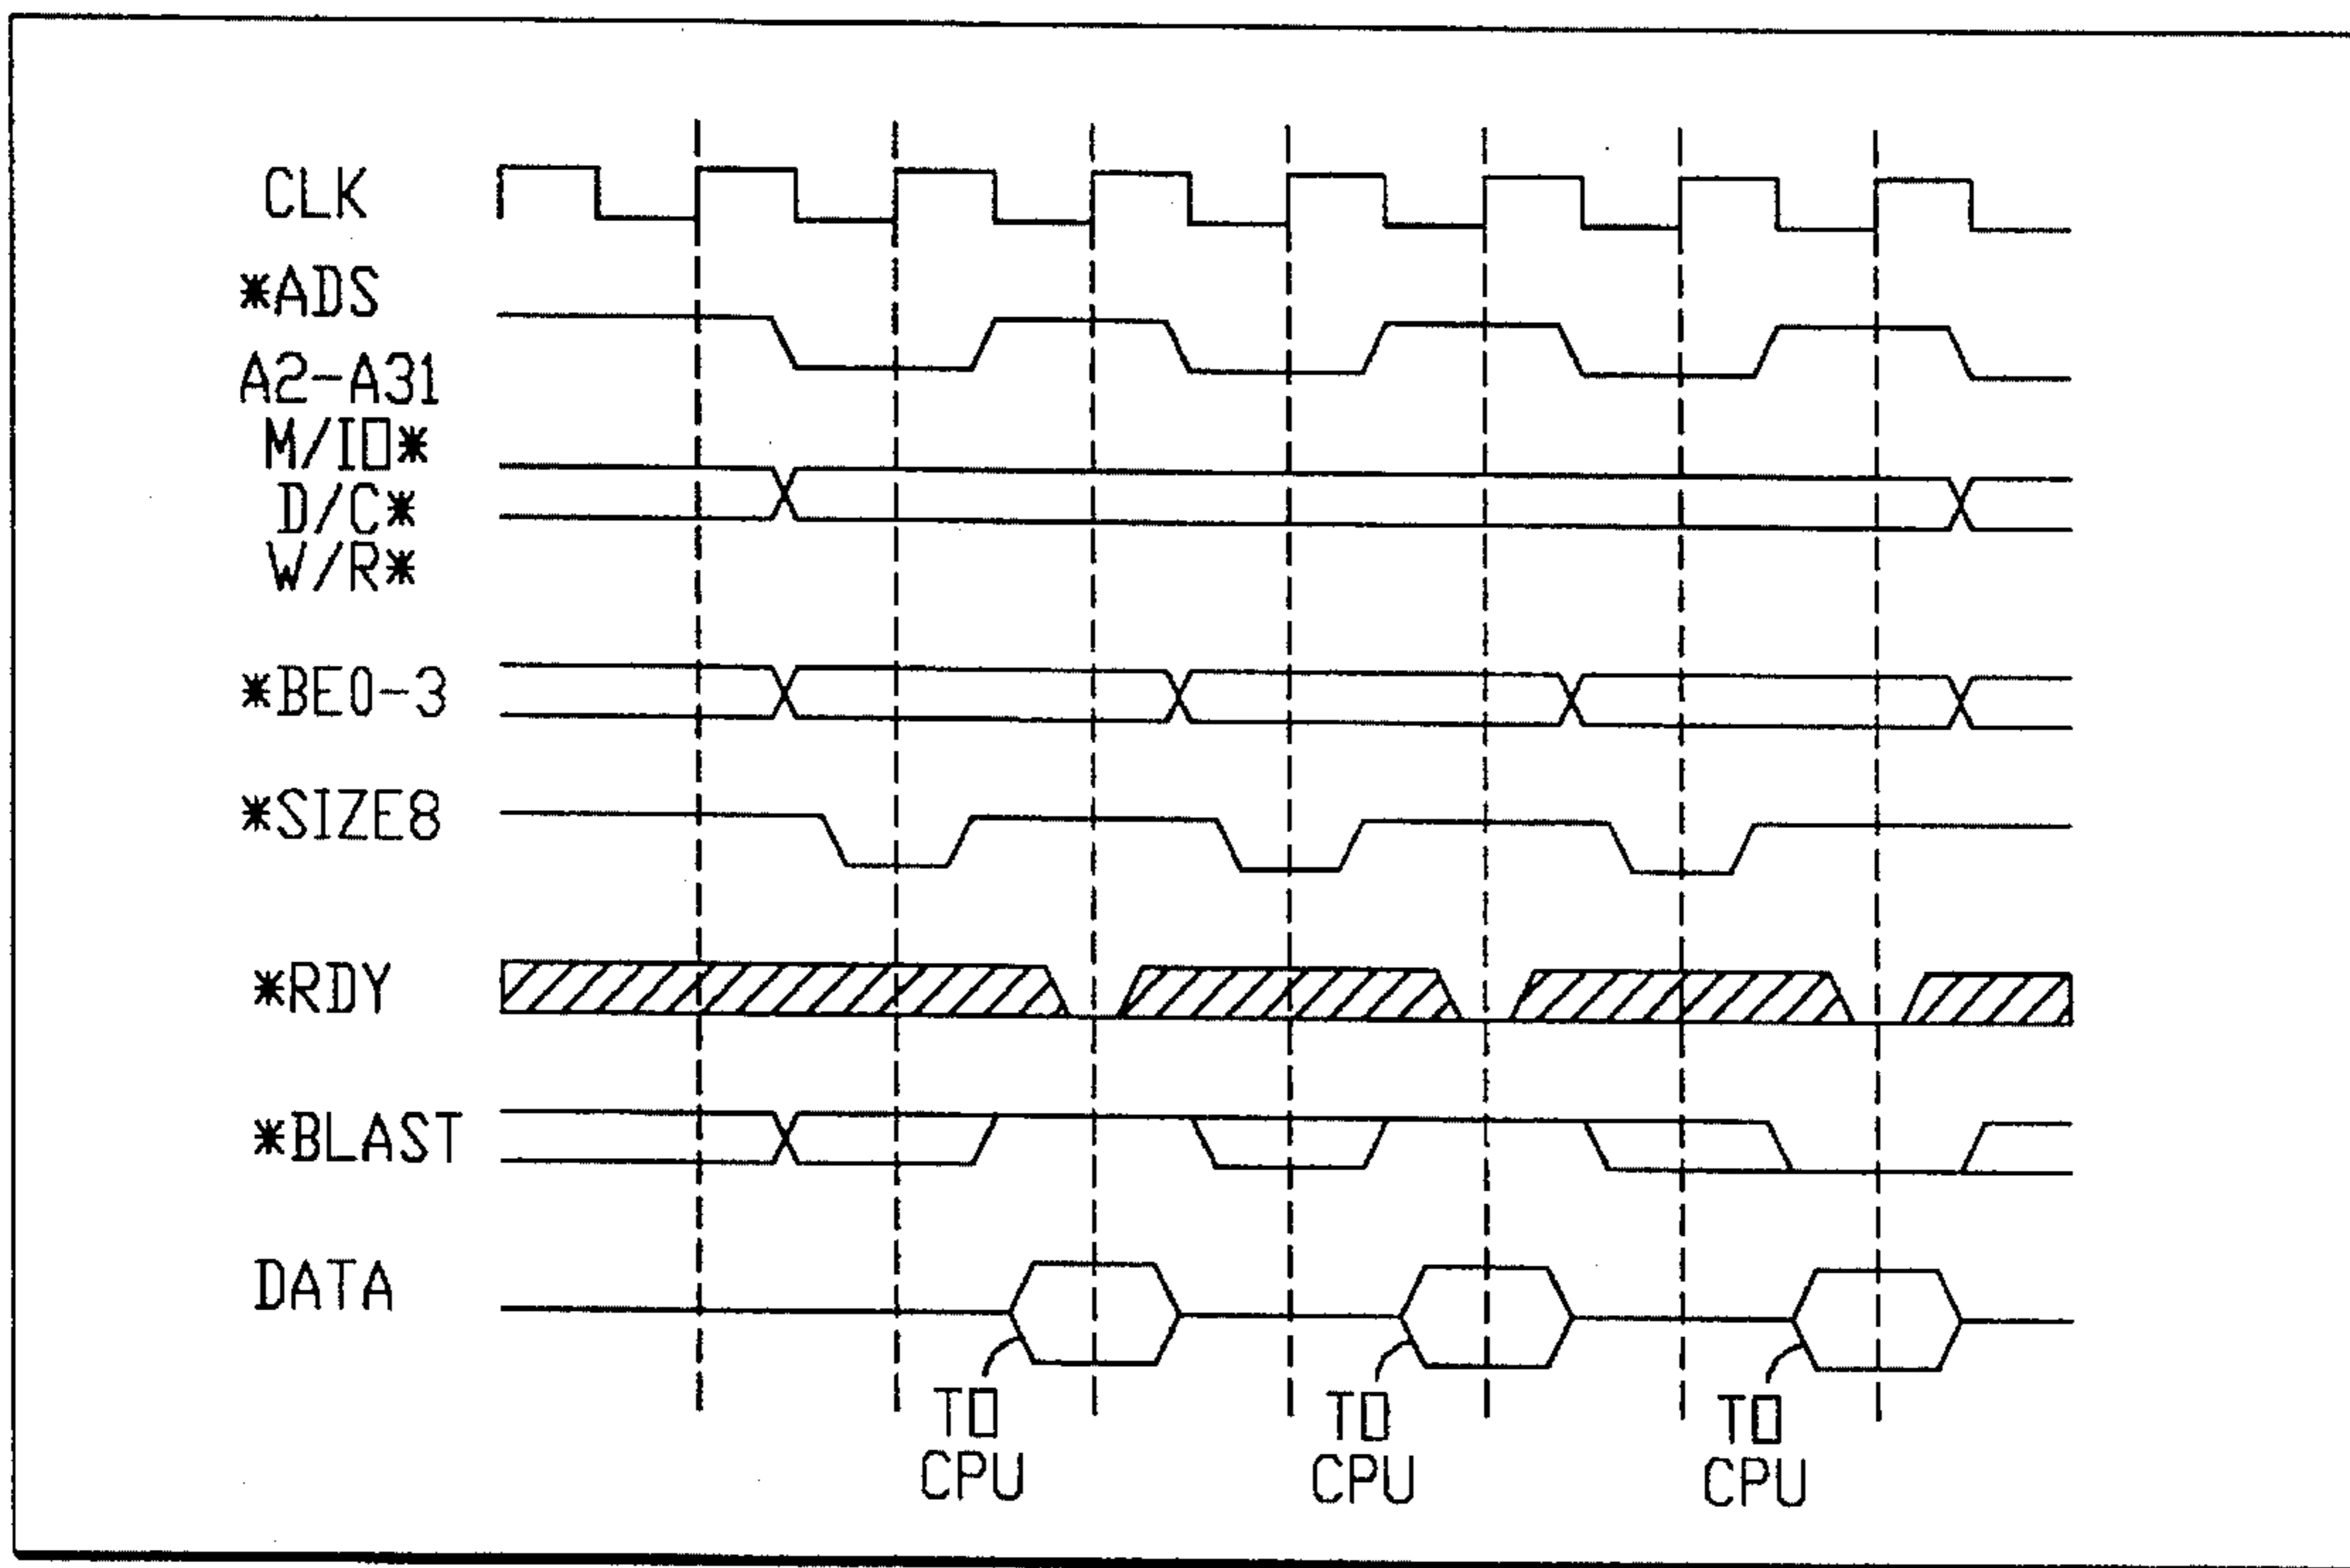 CLK
*ADS
A2-A31
M/IO*
D/C*
W/R*
*BE0-3
*SIZE8
*RDY
*BLAST
DATA
TO
CPU
TO
CPU
TO
CPU